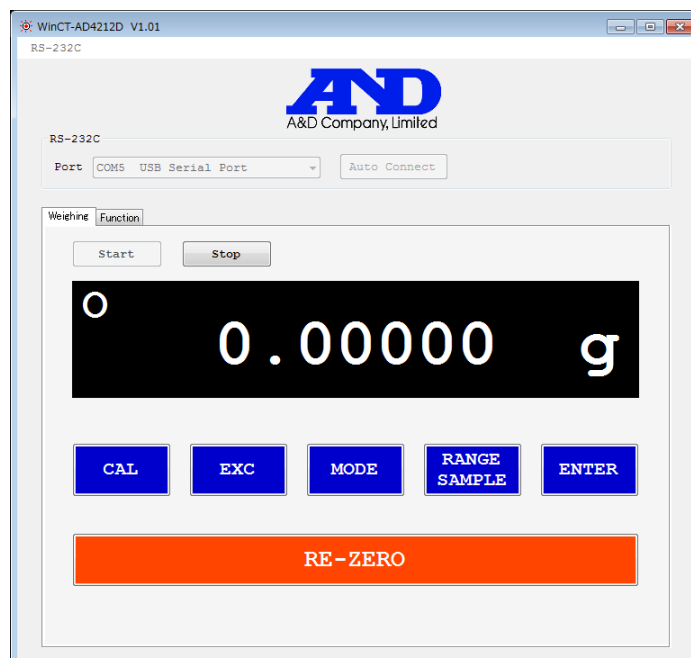 WinCT-AD4212D V1.01
RS-232C
AND
A&D Company, Limited
RS-232C
Port COM5 USB Serial Port Auto Connect
Weighing Function
Start Stop
O
0.00000 g
CAL EXC MODE RANGE SAMPLE ENTER
RE-ZERO